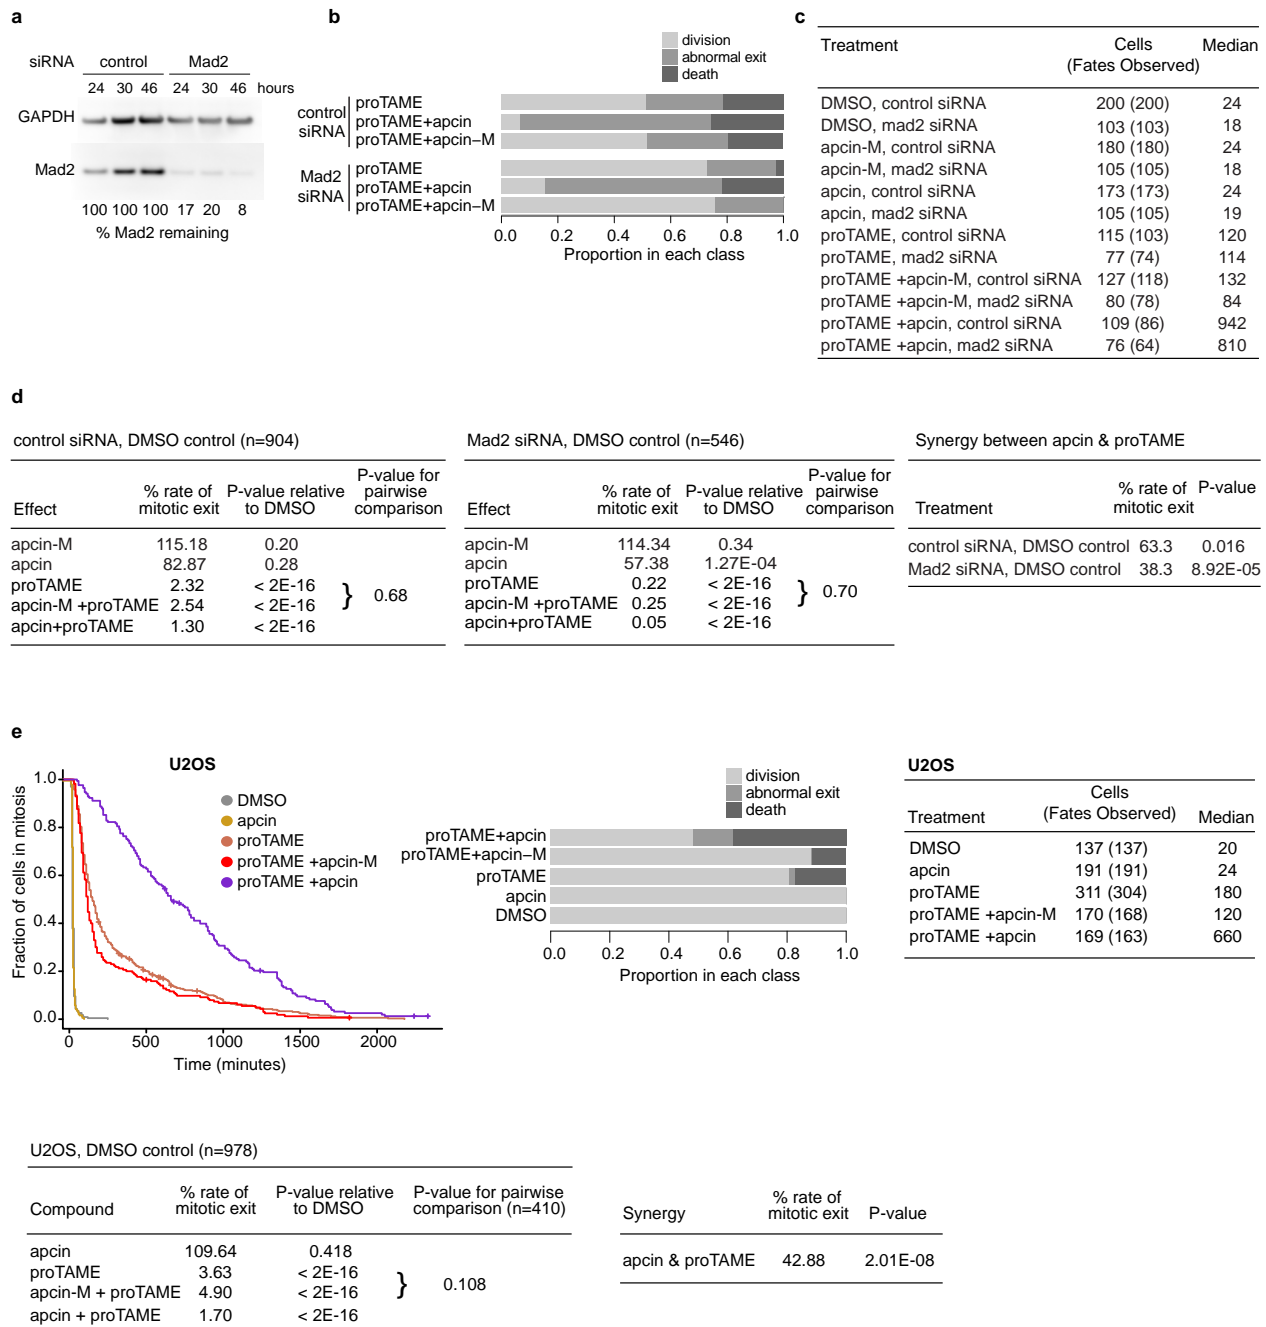 a
siRNA control Mad2
24 30 46 24 30 46 hours
GAPDH
Mad2
100 100 100 17 20 8
% Mad2 remaining
b
division
abnormal exit
death
control siRNA
proTAME
proTAME+apcin
proTAME+apcin–M
Mad2 siRNA
proTAME
proTAME+apcin
proTAME+apcin–M
0.0 0.2 0.4 0.6 0.8 1.0
Proportion in each class
c
Treatment Cells (Fates Observed) Median
DMSO, control siRNA 200 (200) 24
DMSO, mad2 siRNA 103 (103) 18
apcin-M, control siRNA 180 (180) 24
apcin-M, mad2 siRNA 105 (105) 18
apcin, control siRNA 173 (173) 24
apcin, mad2 siRNA 105 (105) 19
proTAME, control siRNA 115 (103) 120
proTAME, mad2 siRNA 77 (74) 114
proTAME +apcin-M, control siRNA 127 (118) 132
proTAME +apcin-M, mad2 siRNA 80 (78) 84
proTAME +apcin, control siRNA 109 (86) 942
proTAME +apcin, mad2 siRNA 76 (64) 810
d
control siRNA, DMSO control (n=904)
Effect % rate of mitotic exit P-value relative to DMSO P-value for pairwise comparison
apcin-M 115.18 0.20
apcin 82.87 0.28
proTAME 2.32 < 2E-16
apcin-M +proTAME 2.54 < 2E-16 } 0.68
apcin+proTAME 1.30 < 2E-16
Mad2 siRNA, DMSO control (n=546)
Effect % rate of mitotic exit P-value relative to DMSO P-value for pairwise comparison
apcin-M 114.34 0.34
apcin 57.38 1.27E-04
proTAME 0.22 < 2E-16
apcin-M +proTAME 0.25 < 2E-16 } 0.70
apcin+proTAME 0.05 < 2E-16
Synergy between apcin & proTAME
Treatment % rate of mitotic exit P-value
control siRNA, DMSO control 63.3 0.016
Mad2 siRNA, DMSO control 38.3 8.92E-05
e
U2OS
Fraction of cells in mitosis
1.0
0.8
0.6
0.4
0.2
0.0
0 500 1000 1500 2000
Time (minutes)
DMSO
apcin
proTAME
proTAME +apcin-M
proTAME +apcin
division
abnormal exit
death
proTAME+apcin
proTAME+apcin–M
proTAME
apcin
DMSO
0.0 0.2 0.4 0.6 0.8 1
Proportion in each class
U2OS
Treatment Cells (Fates Observed) Median
DMSO 137 (137) 20
apcin 191 (191) 24
proTAME 311 (304) 180
proTAME +apcin-M 170 (168) 120
proTAME +apcin 169 (163) 660
U2OS, DMSO control (n=978)
Compound % rate of mitotic exit P-value relative to DMSO P-value for pairwise comparison (n=410)
apcin 109.64 0.418
proTAME 3.63 < 2E-16
apcin-M + proTAME 4.90 < 2E-16 } 0.108
apcin + proTAME 1.70 < 2E-16
Synergy % rate of mitotic exit P-value
apcin & proTAME 42.88 2.01E-08